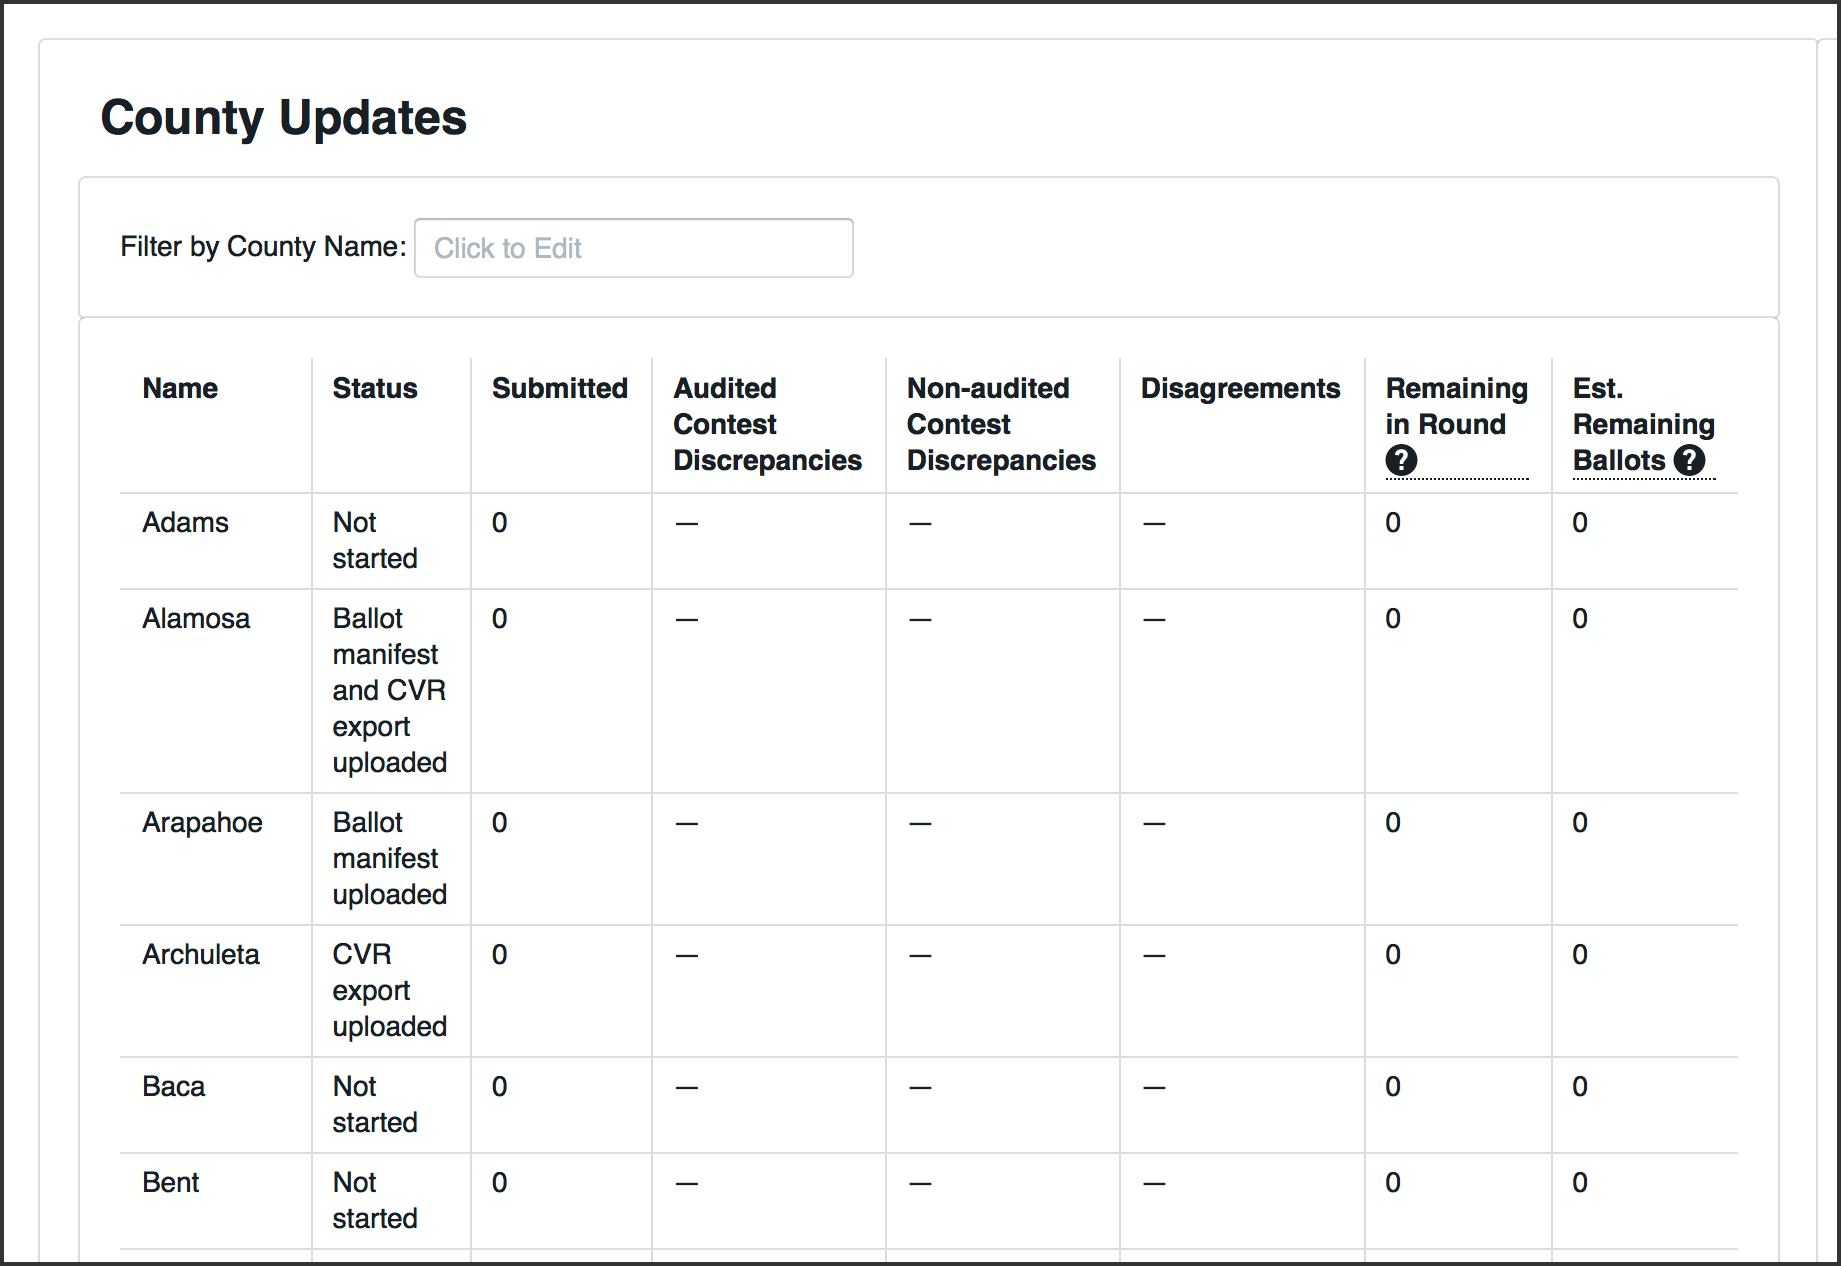 County Updates
Filter by County Name: Click to Edit
Name Status Submitted Audited Contest Discrepancies Non-audited Contest Discrepancies Disagreements Remaining in Round ? Est. Remaining Ballots ?
Adams Not started 0 — — — 0 0
Alamosa Ballot manifest and CVR export uploaded 0 — — — 0 0
Arapahoe Ballot manifest uploaded 0 — — — 0 0
Archuleta CVR export uploaded 0 — — — 0 0
Baca Not started 0 — — — 0 0
Bent Not started 0 — — — 0 0